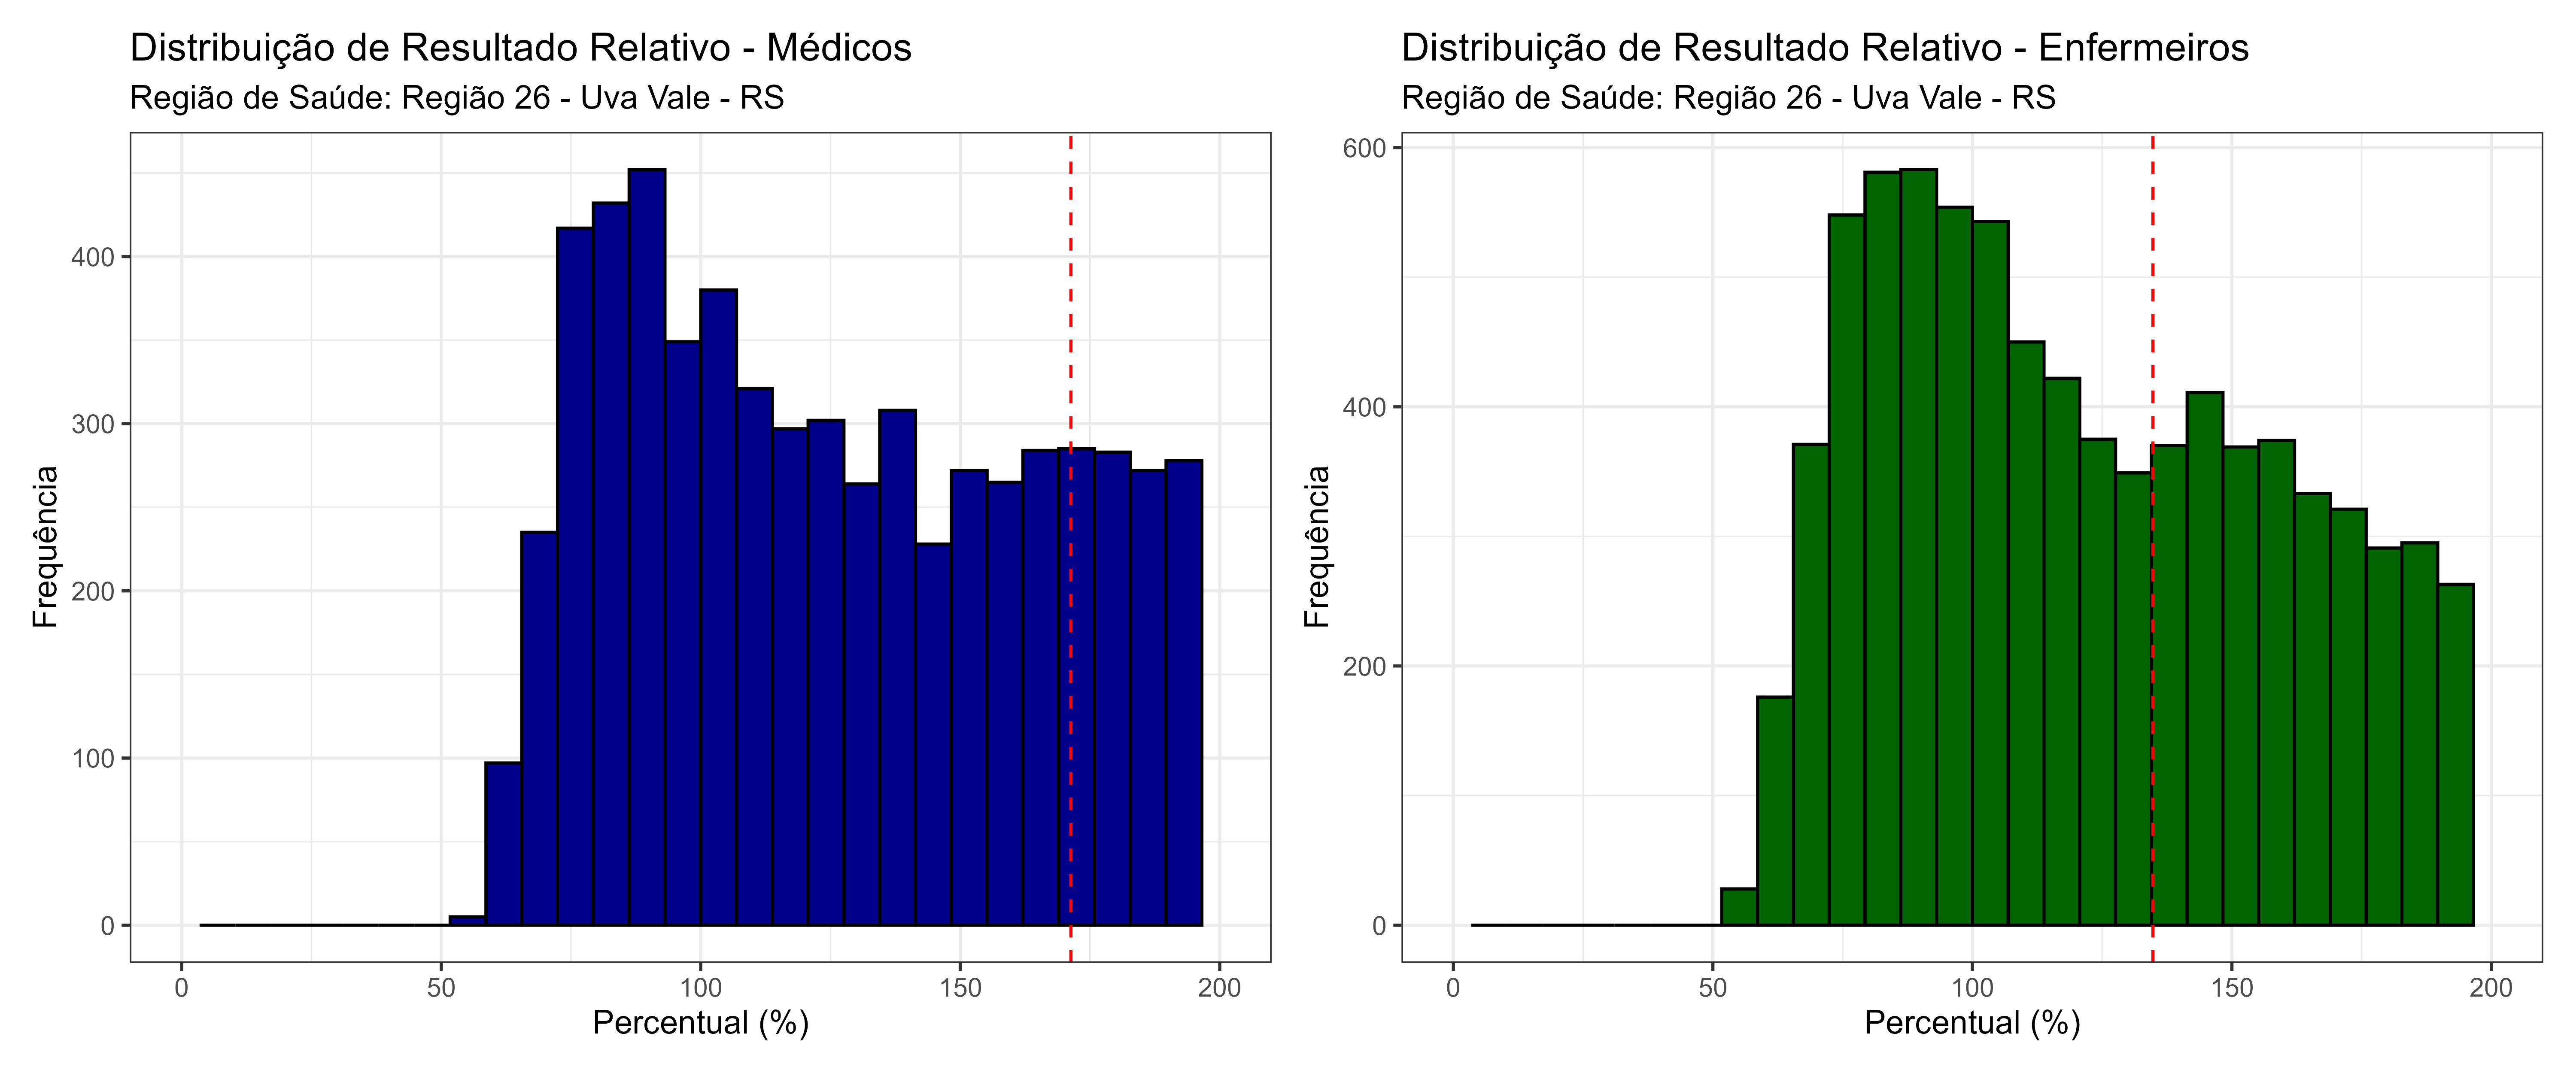 Distribuição de Resultado Relativo - Médicos
Região de Saúde: Região 26 - Uva Vale - RS
Frequência
400
300
200
100
0
0 50 100 150 200
Percentual (%)
Distribuição de Resultado Relativo - Enfermeiros
Região de Saúde: Região 26 - Uva Vale - RS
Frequência
600
400
200
0
0 50 100 150 200
Percentual (%)